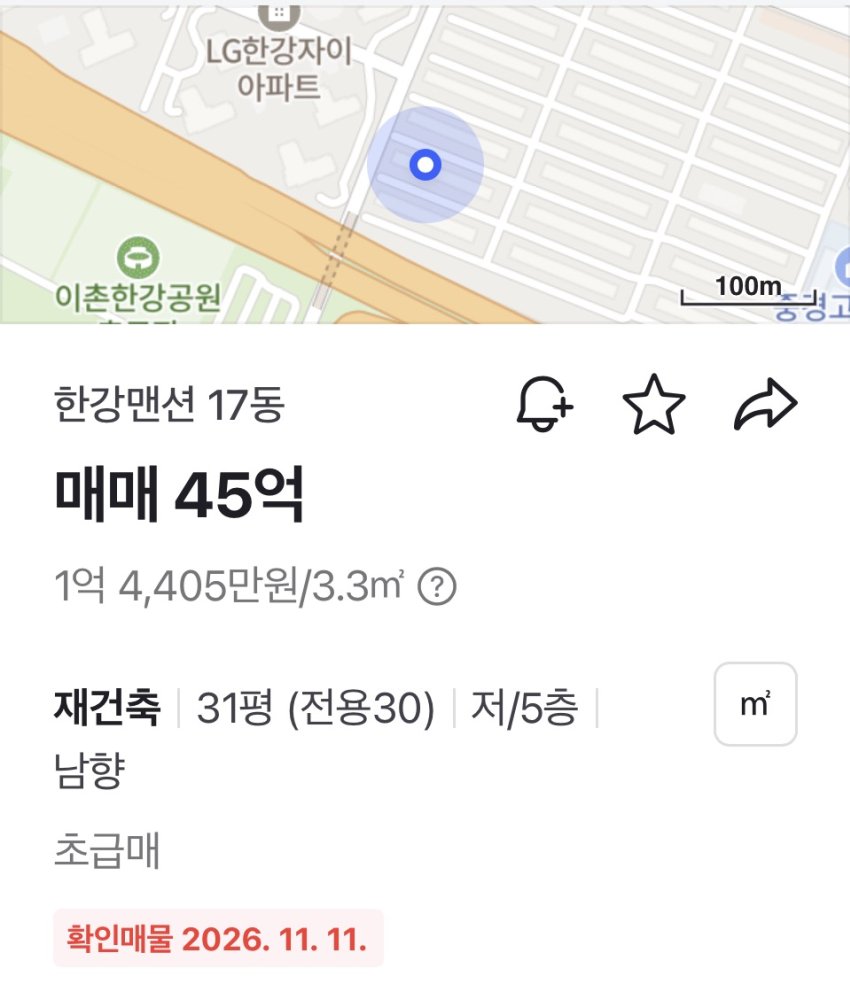 LG한강자이
아파트
이촌한강공원
100m
중경고
한강맨션 17동
매매 45억
1억 4,405만원/3.3㎡ ?
재건축 31평 (전용30) 저/5층
㎡
남향
초급매
확인매물 2026. 11. 11.